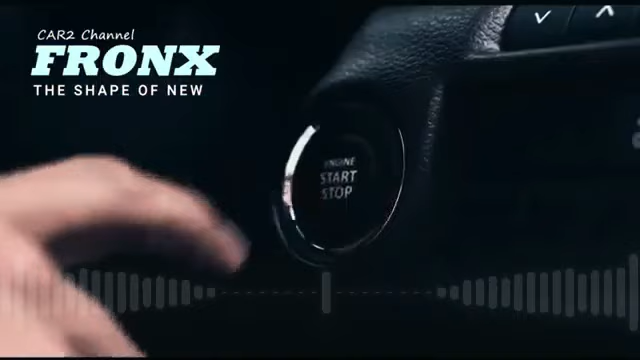 CAR2 Channel
FRONX
THE SHAPE OF NEW
ENGINE
START
STOP